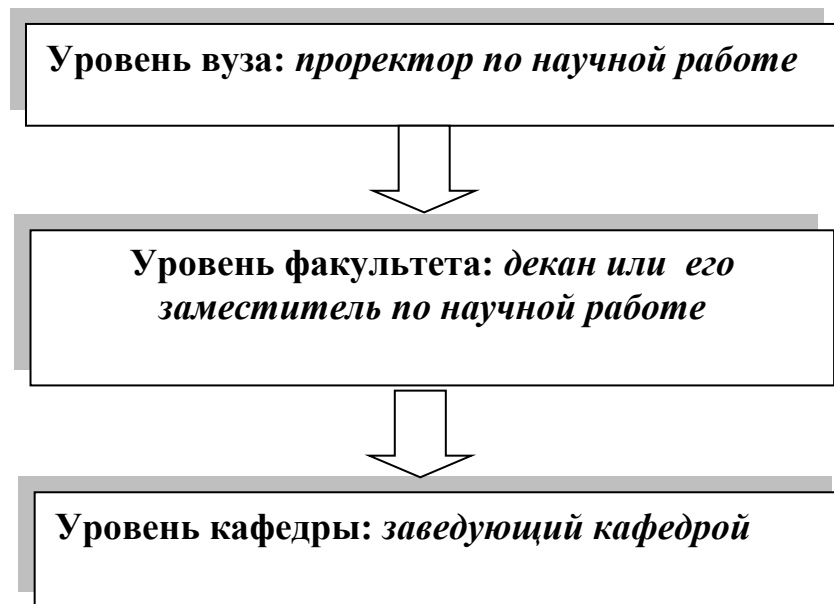 Уровень вуза: проректор по научной работе
Уровень факультета: декан или его
заместитель по научной работе
Уровень кафедры: заведующий кафедрой